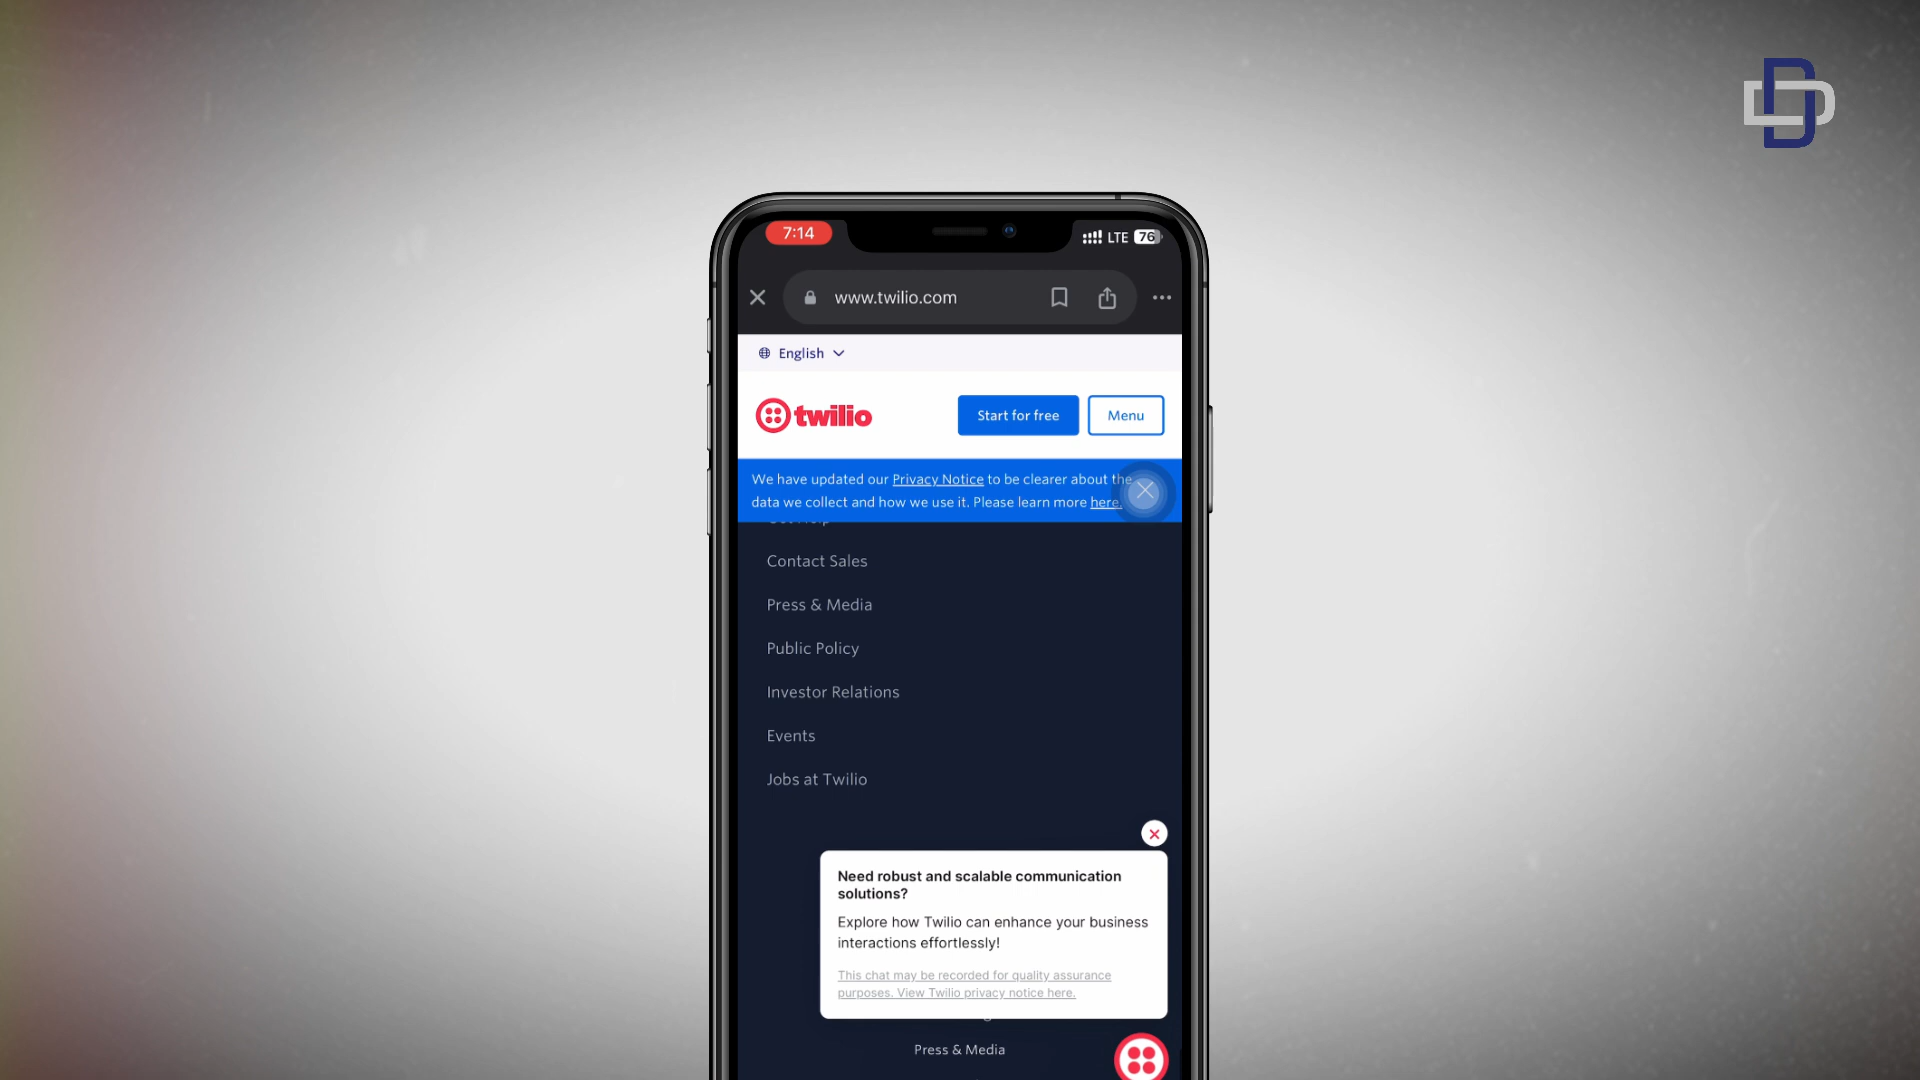 7:14
LTE 76
www.twilio.com
English
twilio
Start for free
Menu
We have updated our Privacy Notice to be clearer about the
data we collect and how we use it. Please learn more here.
Contact Sales
Press & Media
Public Policy
Investor Relations
Events
Jobs at Twilio
Need robust and scalable communication
solutions?
Explore how Twilio can enhance your business
interactions effortlessly!
This chat may be recorded for quality assurance
purposes. View Twilio privacy notice here.
Press & Media